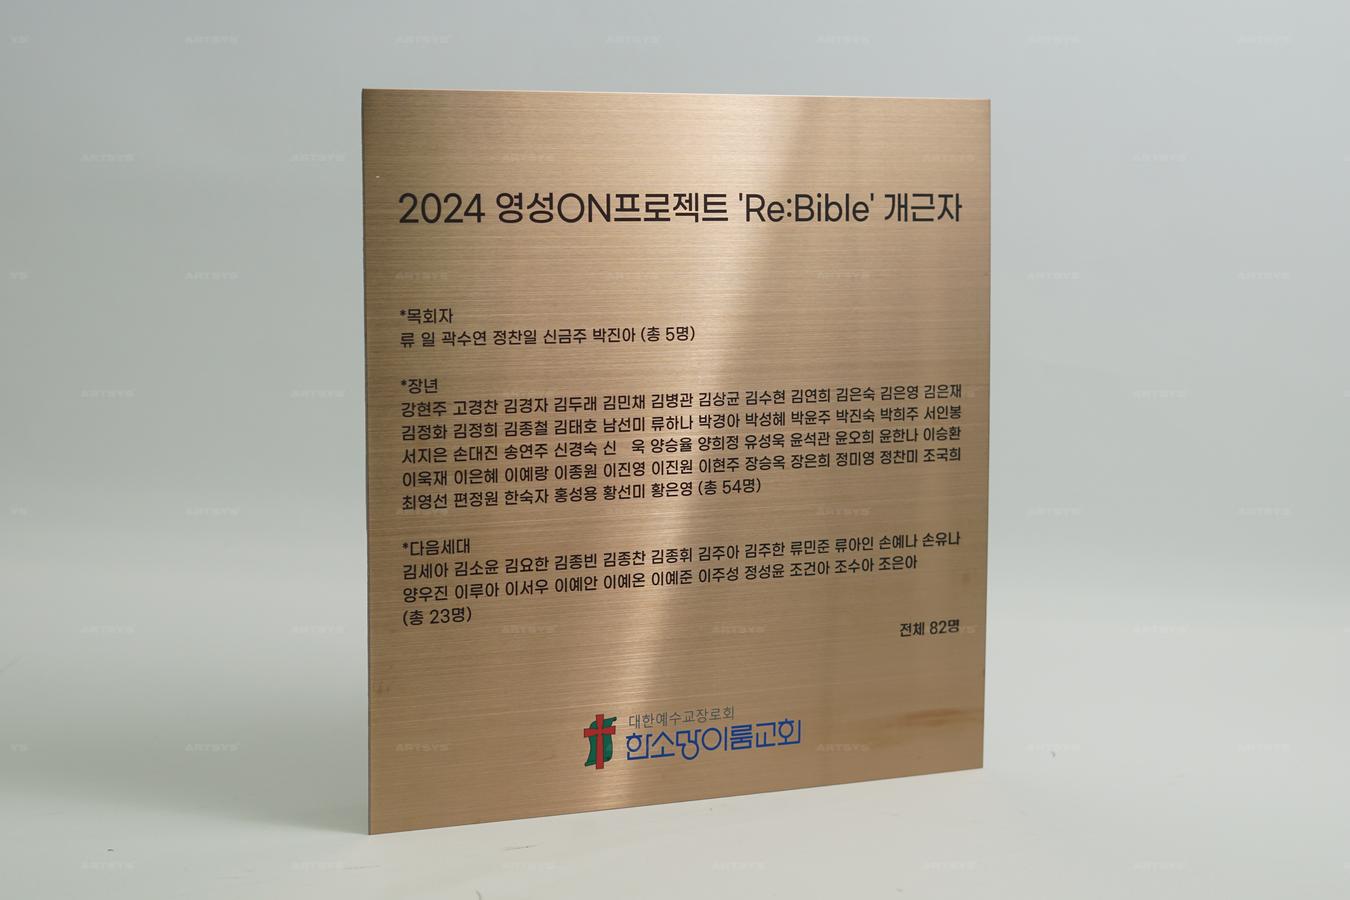 2024 영성ON프로젝트 'Re:Bible' 개근자
*목회자
류 일 곽수연 정찬일 신금주 박진아 (총 5명)
*장년
강현주 고경찬 김경자 김두래 김민채 김병관 김상균 김수현 김연희 김은숙 김은영 김은재
김정화 김정희 김종철 김태호 남선미 류하나 박경아 박성혜 박윤주 박진숙 박희주 서인봉
서지은 손대진 송연주 신경숙 신 욱 양승율 양희정 유성욱 윤석관 윤오희 윤한나 이승환
이욱재 이은혜 이예랑 이종원 이진영 이진원 이현주 장승옥 장은희 정미영 정찬미 조국희
최영선 편정원 한숙자 홍성용 황선미 황은영 (총 54명)
*다음세대
김세아 김소윤 김요한 김종빈 김종찬 김종휘 김주아 김주한 류민준 류아인 손예나 손유나
양우진 이루아 이서우 이예안 이예온 이예준 이주성 정성윤 조건아 조수아 조은아
(총 23명)
전체 82명
대한예수교장로회
한소망이룸교회
ARTSYS